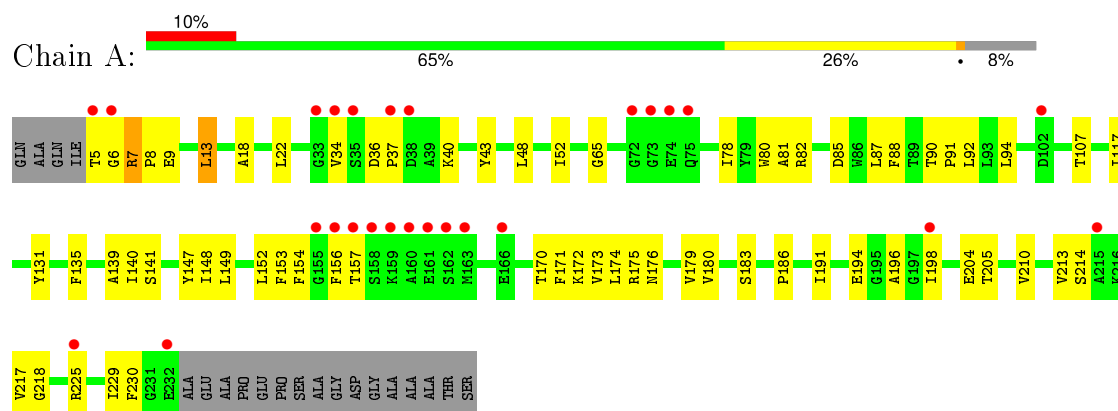 10%
Chain A:
65% 26% • 8%
GLN ALA GLN ILE T5 G6 R7 P8 E9 L13 A18 L22 G33 V34 S35 D36 P37 D38 A39 K40 Y43 L48 I52 G65 G72 G73 E74 Q75 I78 Y79 W80 A81 R82 D85 W86 L87 F88 T89 T90 P91 L92 L93 L94 D102 T107 I117
Y131 F135 A139 I140 S141 Y147 I148 L149 L152 F153 F154 G155 F156 T157 S158 K159 A160 E161 S162 M163 E166 T170 F171 K172 V173 L174 R175 N176 V179 V180 S183 P186 I191 E194 G195 A196 G197 I198 E204 T205 V210 V213 S214 A215 K216
V217 G218 R225 I229 F230 G231 E232 ALA GLU ALA PRO GLU PRO SER ALA GLY ASP GLY ALA ALA ALA THR SER